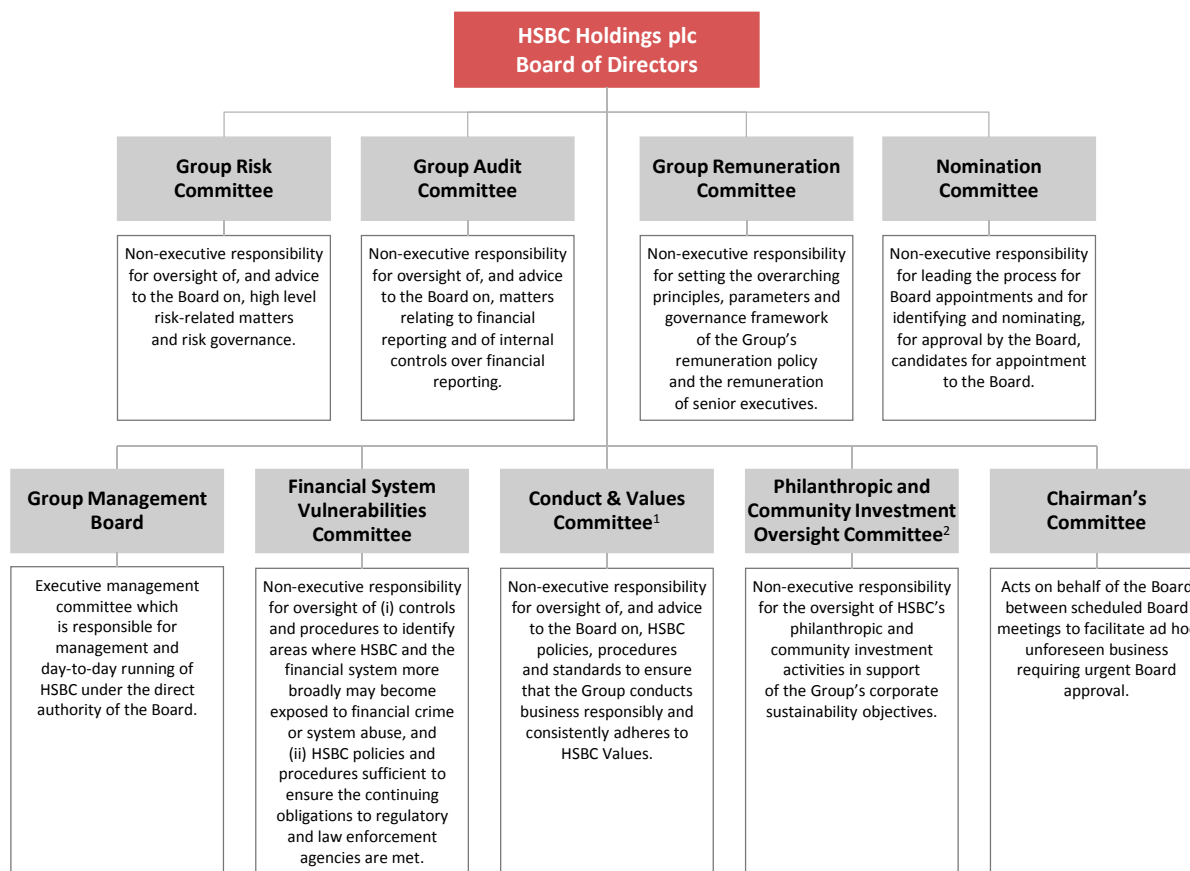 HSBC Holdings plc
Board of Directors
Group Risk
Committee
Non-executive responsibility
for oversight of, and advice
to the Board on, high level
risk-related matters
and risk governance.
Group Audit
Committee
Non-executive responsibility
for oversight of, and advice
to the Board on, matters
relating to financial
reporting and of internal
controls over financial
reporting.
Group Remuneration
Committee
Non-executive responsibility
for setting the overarching
principles, parameters and
governance framework
of the Group's
remuneration policy
and the remuneration
of senior executives.
Nomination
Committee
Non-executive responsibility
for leading the process for
Board appointments and for
identifying and nominating,
for approval by the Board,
candidates for appointment
to the Board.
Group Management
Board
Executive management
committee which
is responsible for
management and
day-to-day running of
HSBC under the direct
authority of the Board.
Financial System
Vulnerabilities
Committee
Non-executive responsibility
for oversight of (i) controls
and procedures to identify
areas where HSBC and the
financial system more
broadly may become
exposed to financial crime
or system abuse, and
(ii) HSBC policies and
procedures sufficient to
ensure the continuing
obligations to regulatory
and law enforcement
agencies are met.
Conduct & Values
Committee1
Non-executive responsibility
for oversight of, and advice
to the Board on, HSBC
policies, procedures
and standards to ensure
that the Group conducts
business responsibly and
consistently adheres to
HSBC Values.
Philanthropic and
Community Investment
Oversight Committee2
Non-executive responsibility
for the oversight of HSBC's
philanthropic and
community investment
activities in support
of the Group's corporate
sustainability objectives.
Chairman's
Committee
Acts on behalf of the Board
between scheduled Board
meetings to facilitate ad ho
unforeseen business
requiring urgent Board
approval.